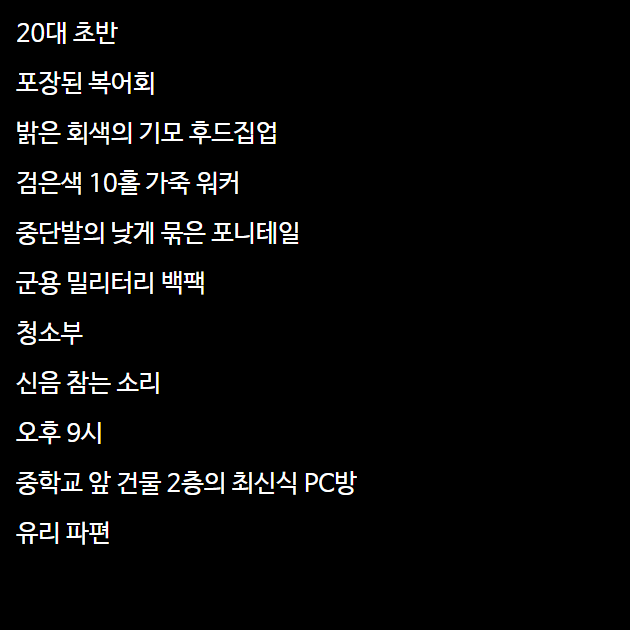 20대 초반
포장된 복어회
밝은 회색의 기모 후드집업
검은색 10홀 가죽 워커
중단발의 낮게 묶은 포니테일
군용 밀리터리 백팩
청소부
신음 참는 소리
오후 9시
중학교 앞 건물 2층의 최신식 PC방
유리 파편